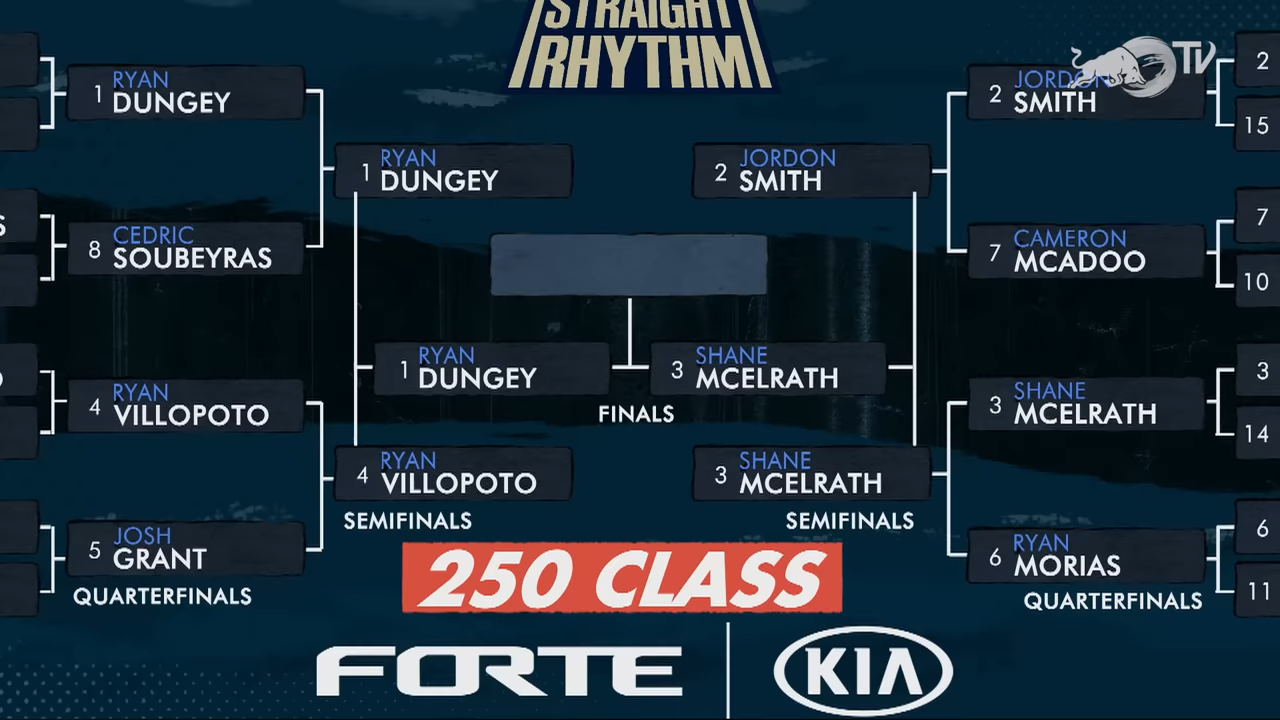 STRAIGHT
RHYTHM
TV
1 RYAN
DUNGEY
8 CEDRIC
SOUBEYRAS
4 RYAN
VILLOPOTO
5 JOSH
GRANT
QUARTERFINALS
1 RYAN
DUNGEY
4 RYAN
VILLOPOTO
SEMIFINALS
1 RYAN
DUNGEY
3 SHANE
MCELRATH
FINALS
2 JORDON
SMITH
3 SHANE
MCELRATH
SEMIFINALS
2 JORDON
SMITH
7 CAMERON
MCADOO
3 SHANE
MCELRATH
6 RYAN
MORIAS
QUARTERFINALS
2
15
7
10
3
14
6
11
250 CLASS
FORTE
KIA